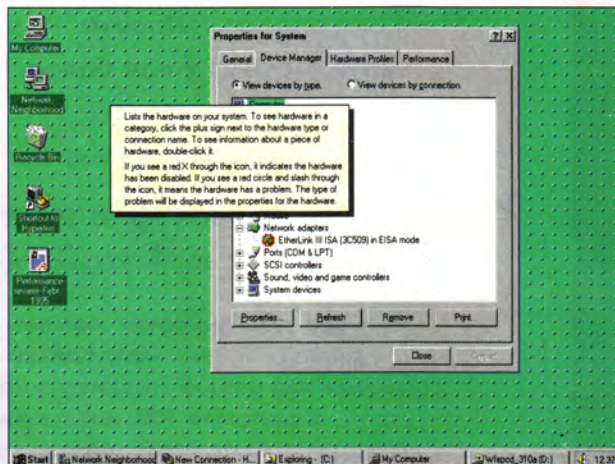 My Computer
Network
Neighborhood
Recycle Bin
Shortcut to
Performance
review Febr.
1995
Properties for System
General
Device Manager
Hardware Profiles
Performance
View devices by type.
View devices by connection.
Computer
Lists the hardware on your system. To see hardware in a
category, click the plus sign next to the hardware type or
connection name. To see information about a piece of
hardware, double-click it.
If you see a red X through the icon, it indicates the hardware
has been disabled. If you see a red circle and slash through
the icon, it means the hardware has a problem. The type of
problem will be displayed in the properties for the hardware.
Mouse
Network adapters
EtherLink III ISA (3C509) in EISA mode
Ports (COM & LPT)
SCSI controllers
Sound, video and game controllers
System devices
Properties...
Refresh
Remove
Print...
Close
Cancel
Start
Network Neighborhood
New Connection - H...
Exploring - (C:)
My Computer
Wfapcd_310a (D:)